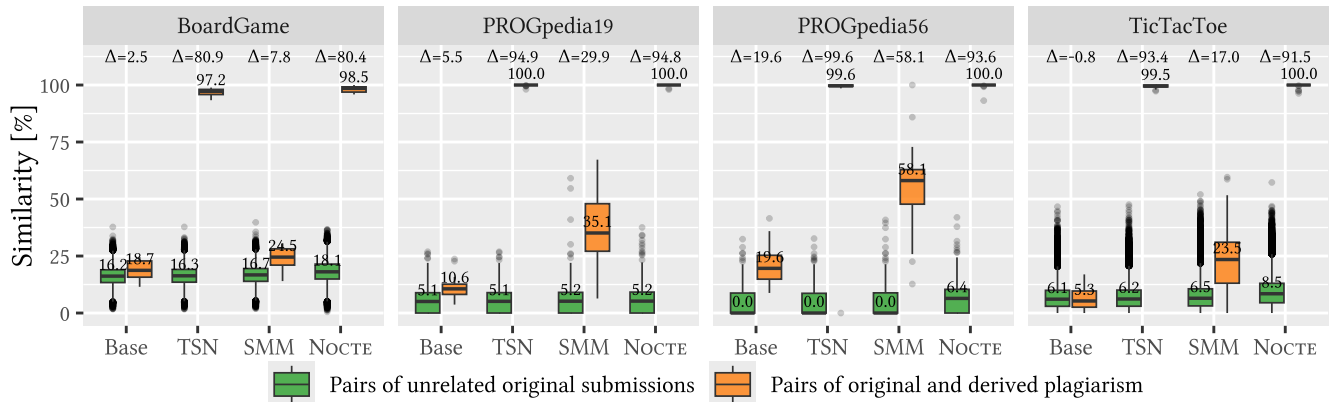 BoardGame PROGpedia19 PROGpedia56 TicTacToe
Δ=2.5 Δ=80.9 Δ=7.8 Δ=80.4 Δ=5.5 Δ=94.9 Δ=29.9 Δ=94.8 Δ=19.6 Δ=99.6 Δ=58.1 Δ=93.6 Δ=-0.8 Δ=93.4 Δ=17.0 Δ=91.5
97.2 98.5 100.0 100.0 99.6 100.0 99.5 100.0
Similarity [%]
100
75
50
25
0
16.2 18.7 16.3 16.7 24.5 18.1
5.1 10.6 5.1 5.2 35.1 5.2
0.0 19.6 0.0 0.0 58.1 6.4
6.1 5.3 6.2 6.5 23.5 8.5
Base TSN SMM NOCTE Base TSN SMM NOCTE Base TSN SMM NOCTE Base TSN SMM NOCTE
Pairs of unrelated original submissions Pairs of original and derived plagiarism